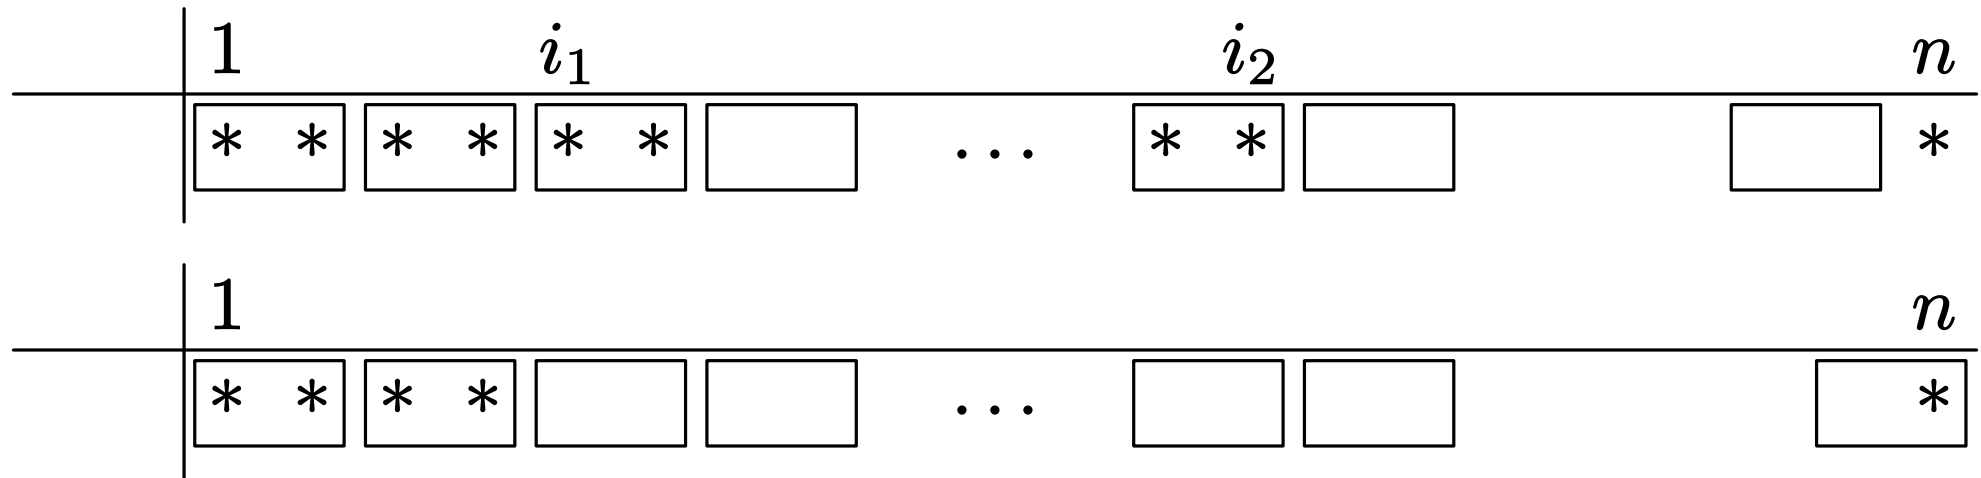 1 i₁ i₂ n
* * * * * * ... * * *
1 n
* * * * ... *